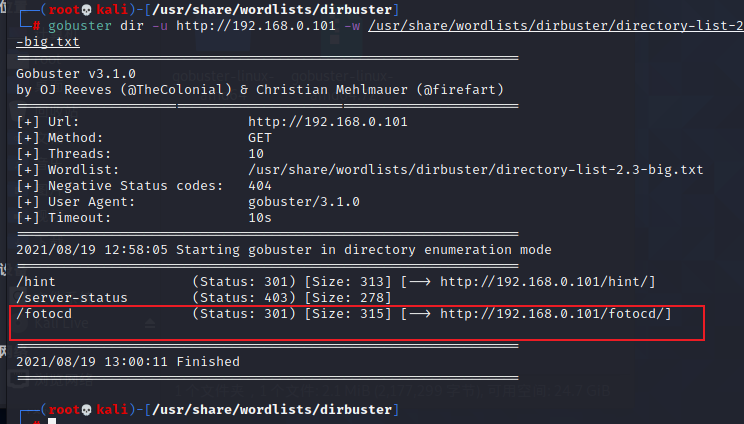 ┌──(root💀kali)-[/usr/share/wordlists/dirbuster]
└─# gobuster dir -u http://192.168.0.101 -w /usr/share/wordlists/dirbuster/directory-list-2
-big.txt
===============================================================
Gobuster v3.1.0
by OJ Reeves (@TheColonial) & Christian Mehlmauer (@firefart)
===============================================================
[+] Url:                     http://192.168.0.101
[+] Method:                  GET
[+] Threads:                 10
[+] Wordlist:                /usr/share/wordlists/dirbuster/directory-list-2.3-big.txt
[+] Negative Status codes:   404
[+] User Agent:              gobuster/3.1.0
[+] Timeout:                 10s
===============================================================
2021/08/19 12:58:05 Starting gobuster in directory enumeration mode
===============================================================
/hint                 (Status: 301) [Size: 313] [--> http://192.168.0.101/hint/]
/server-status        (Status: 403) [Size: 278]
/fotocd               (Status: 301) [Size: 315] [--> http://192.168.0.101/fotocd/]
===============================================================
2021/08/19 13:00:11 Finished
===============================================================
┌──(root💀kali)-[/usr/share/wordlists/dirbuster]
└─#